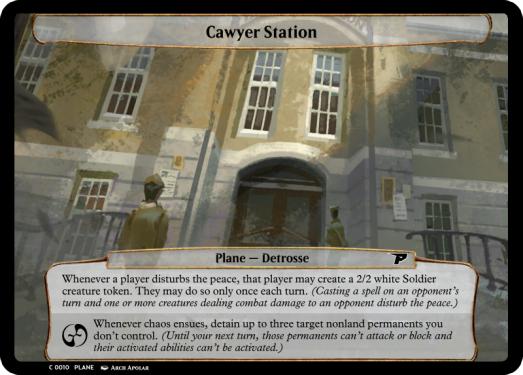 Cawyer Station
Plane — Detrosse
Whenever a player disturbs the peace, that player may create a 2/2 white Soldier
creature token. They may do so only once each turn. (Casting a spell on an opponent's
turn and one or more creatures dealing combat damage to an opponent disturb the peace.)
Whenever chaos ensues, detain up to three target nonland permanents you
don't control. (Until your next turn, those permanents can't attack or block and
their activated abilities can't be activated.)
C 0010 PLANE Arch Apolar